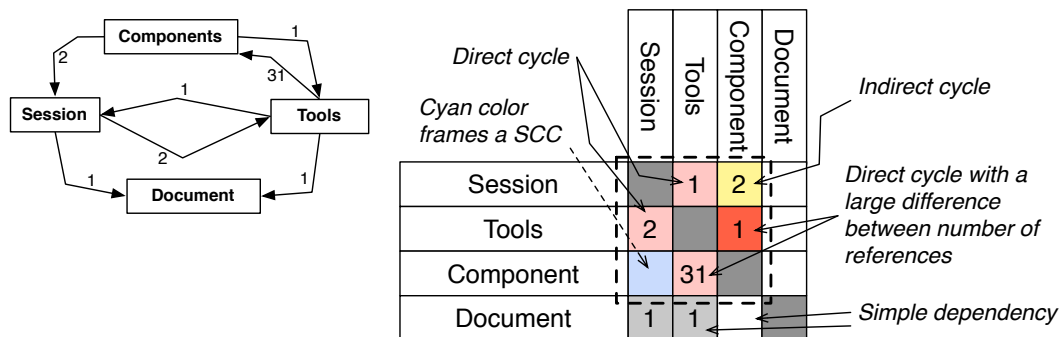 Components
1
2
31
1
Session
Tools
2
1
1
Document
Session
Tools
Component
Document
Direct cycle
Indirect cycle
Cyan color
frames a SCC
Session
1
2
Direct cycle with a
large difference
between number of
references
Tools
2
1
Component
31
Document
1
1
Simple dependency